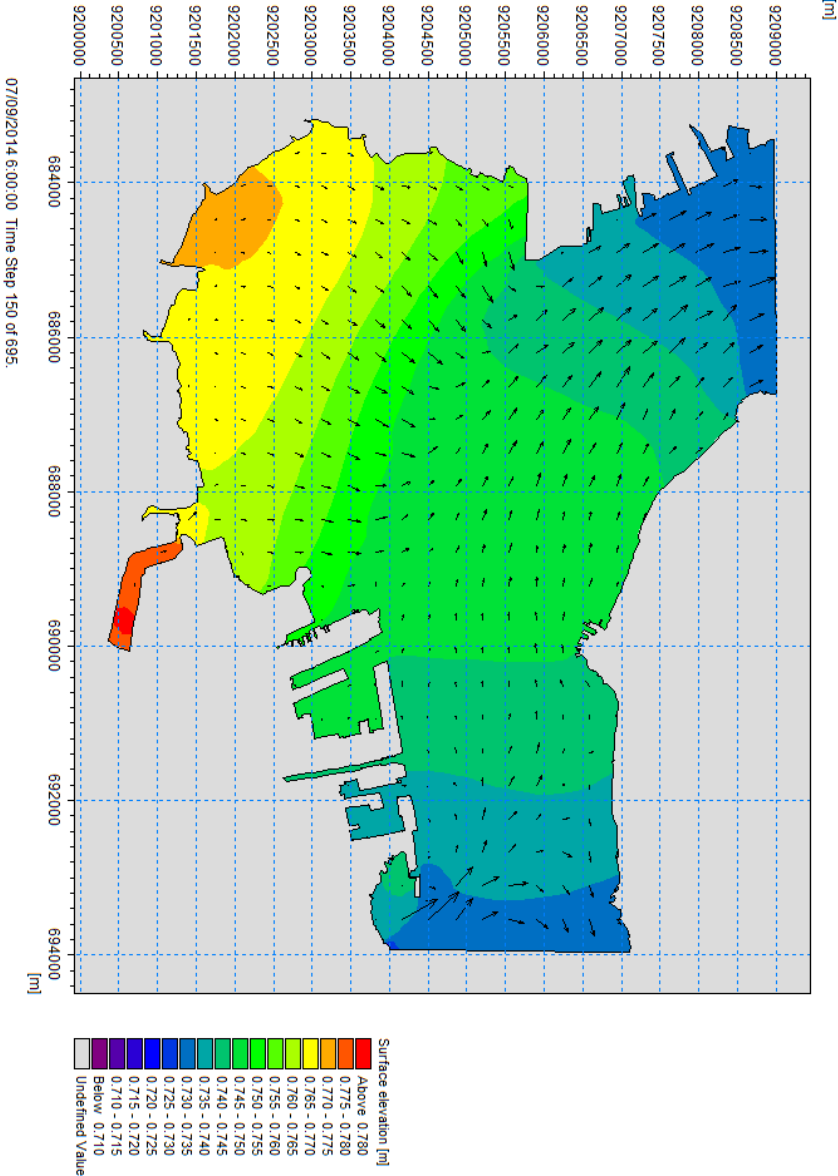 [m]
9209000
9208500
9208000
9207500
9207000
9206500
9206000
9205500
9205000
9204500
9204000
9203500
9203000
9202500
9202000
9201500
9201000
9200500
9200000
684000 686000 688000 690000 692000 694000
[m]
07/09/2014 6:00:00 Time Step 150 of 695.
Surface elevation [m]
Above 0.780
0.775 - 0.780
0.770 - 0.775
0.765 - 0.770
0.760 - 0.765
0.755 - 0.760
0.750 - 0.755
0.745 - 0.750
0.740 - 0.745
0.735 - 0.740
0.730 - 0.735
0.725 - 0.730
0.720 - 0.725
0.715 - 0.720
0.710 - 0.715
Below 0.710
Undefined Value